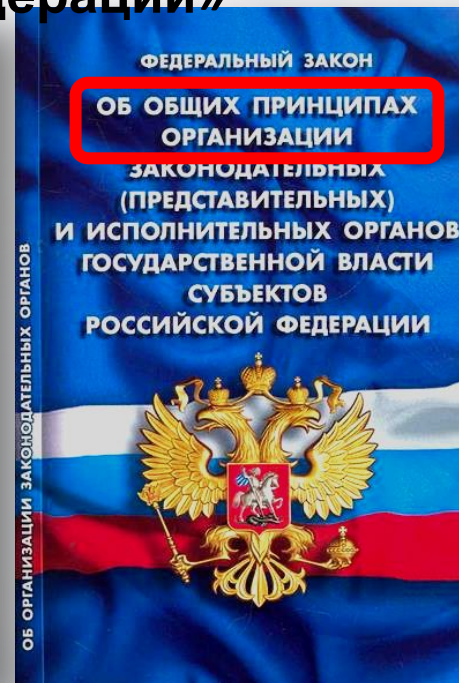 ФЕДЕРАЛЬНЫЙ ЗАКОН
ОБ ОБЩИХ ПРИНЦИПАХ
ОРГАНИЗАЦИИ
ЗАКОНОДАТЕЛЬНЫХ
(ПРЕДСТАВИТЕЛЬНЫХ)
И ИСПОЛНИТЕЛЬНЫХ ОРГАНОВ
ГОСУДАРСТВЕННОЙ ВЛАСТИ
СУБЪЕКТОВ
РОССИЙСКОЙ ФЕДЕРАЦИИ
ОБ ОРГАНИЗАЦИИ ЗАКОНОДАТЕЛЬНЫХ ОРГАНОВ